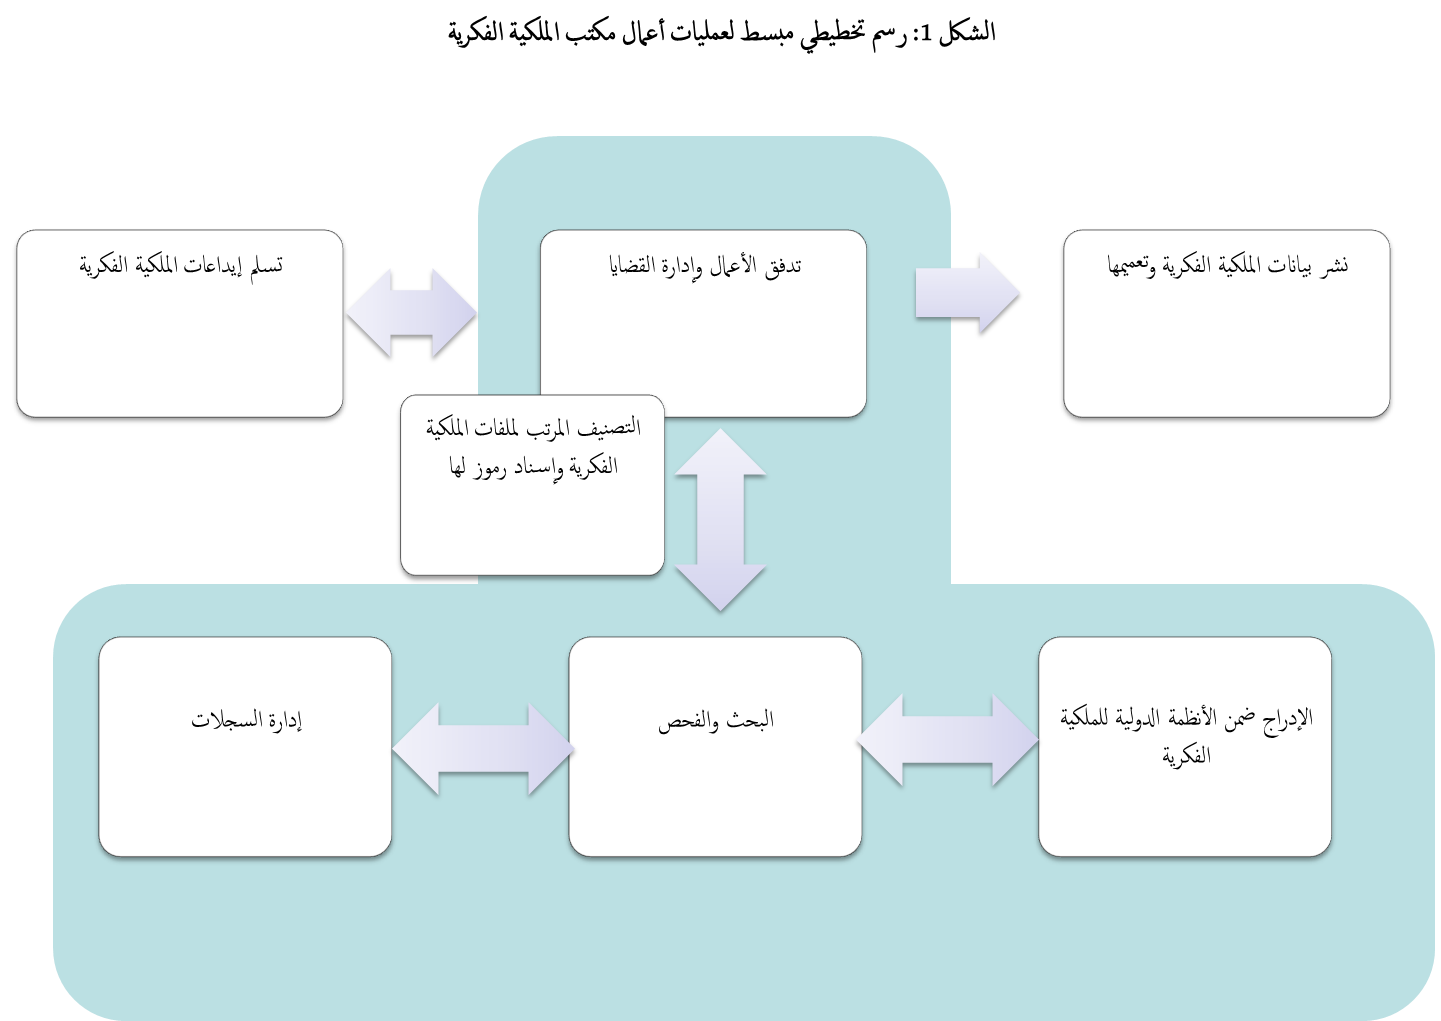 الشكل 1: رسم تخطيطي مبسط لعمليات أعمال مكتب الملكية الفكرية
نشر بيانات الملكية الفكرية وتعميمها
تدفق الأعمال وإدارة القضايا
تسلم إيداعات الملكية الفكرية
التصنيف المرتب لملفات الملكية
الفكرية وإسناد رموز لها
الإدراج ضمن الأنظمة الدولية للملكية
الفكرية
البحث والفحص
إدارة السجلات